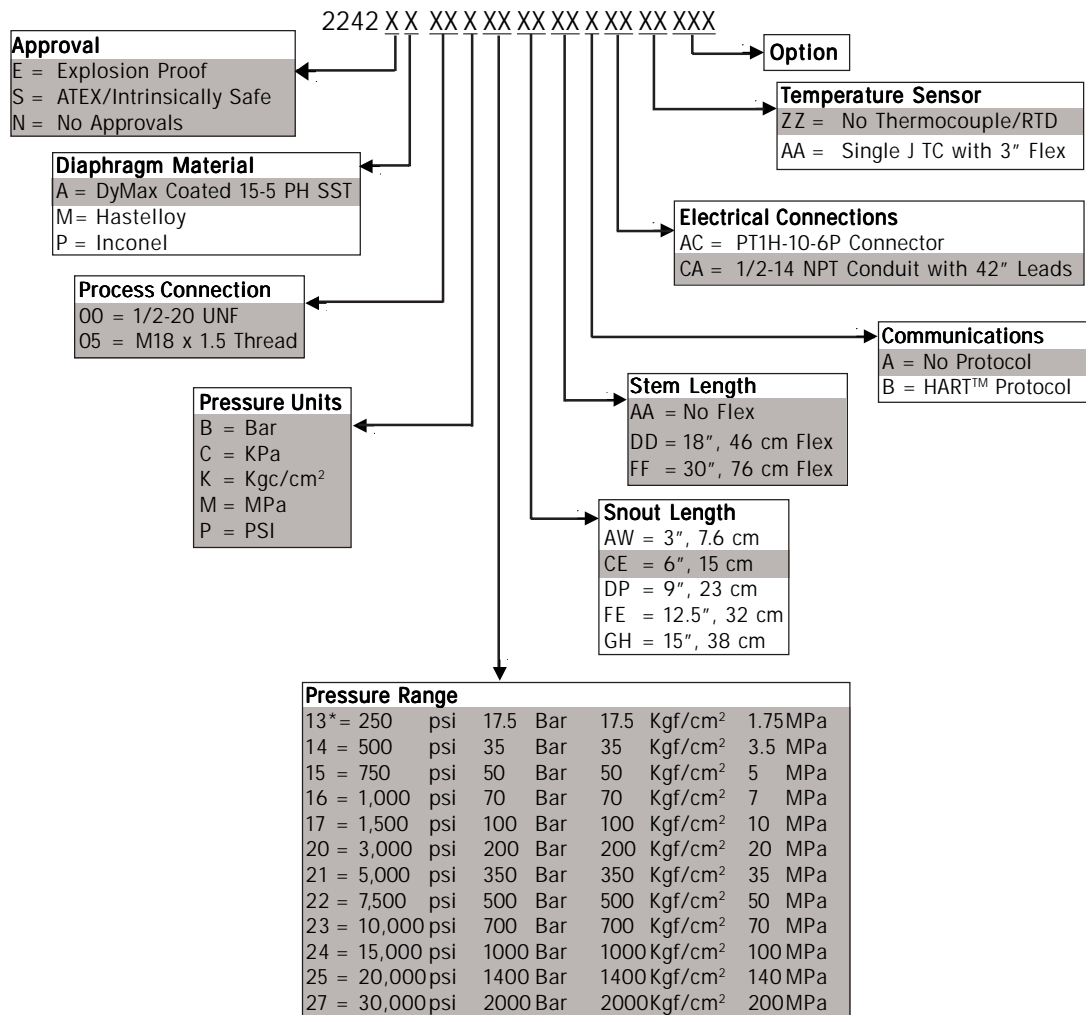 2242 X X XX X XX XX XX X XX XX XXX
Approval
E = Explosion Proof
S = ATEX/Intrinsically Safe
N = No Approvals
Option
Temperature Sensor
ZZ = No Thermocouple/RTD
AA = Single J TC with 3" Flex
Diaphragm Material
A = DyMax Coated 15-5 PH SST
M= Hastelloy
P = Inconel
Electrical Connections
AC = PT1H-10-6P Connector
CA = 1/2-14 NPT Conduit with 42" Leads
Process Connection
00 = 1/2-20 UNF
05 = M18 x 1.5 Thread
Communications
A = No Protocol
B = HART™ Protocol
Pressure Units
B = Bar
C = KPa
K = Kgc/cm²
M = MPa
P = PSI
Stem Length
AA = No Flex
DD = 18", 46 cm Flex
FF = 30", 76 cm Flex
Snout Length
AW = 3", 7.6 cm
CE = 6", 15 cm
DP = 9", 23 cm
FE = 12.5", 32 cm
GH = 15", 38 cm
Pressure Range
13*= 250 psi 17.5 Bar 17.5 Kgf/cm² 1.75MPa
14 = 500 psi 35 Bar 35 Kgf/cm² 3.5 MPa
15 = 750 psi 50 Bar 50 Kgf/cm² 5 MPa
16 = 1,000 psi 70 Bar 70 Kgf/cm² 7 MPa
17 = 1,500 psi 100 Bar 100 Kgf/cm² 10 MPa
20 = 3,000 psi 200 Bar 200 Kgf/cm² 20 MPa
21 = 5,000 psi 350 Bar 350 Kgf/cm² 35 MPa
22 = 7,500 psi 500 Bar 500 Kgf/cm² 50 MPa
23 = 10,000 psi 700 Bar 700 Kgf/cm² 70 MPa
24 = 15,000 psi 1000 Bar 1000 Kgf/cm² 100 MPa
25 = 20,000 psi 1400 Bar 1400 Kgf/cm² 140 MPa
27 = 30,000 psi 2000 Bar 2000Kgf/cm² 200MPa